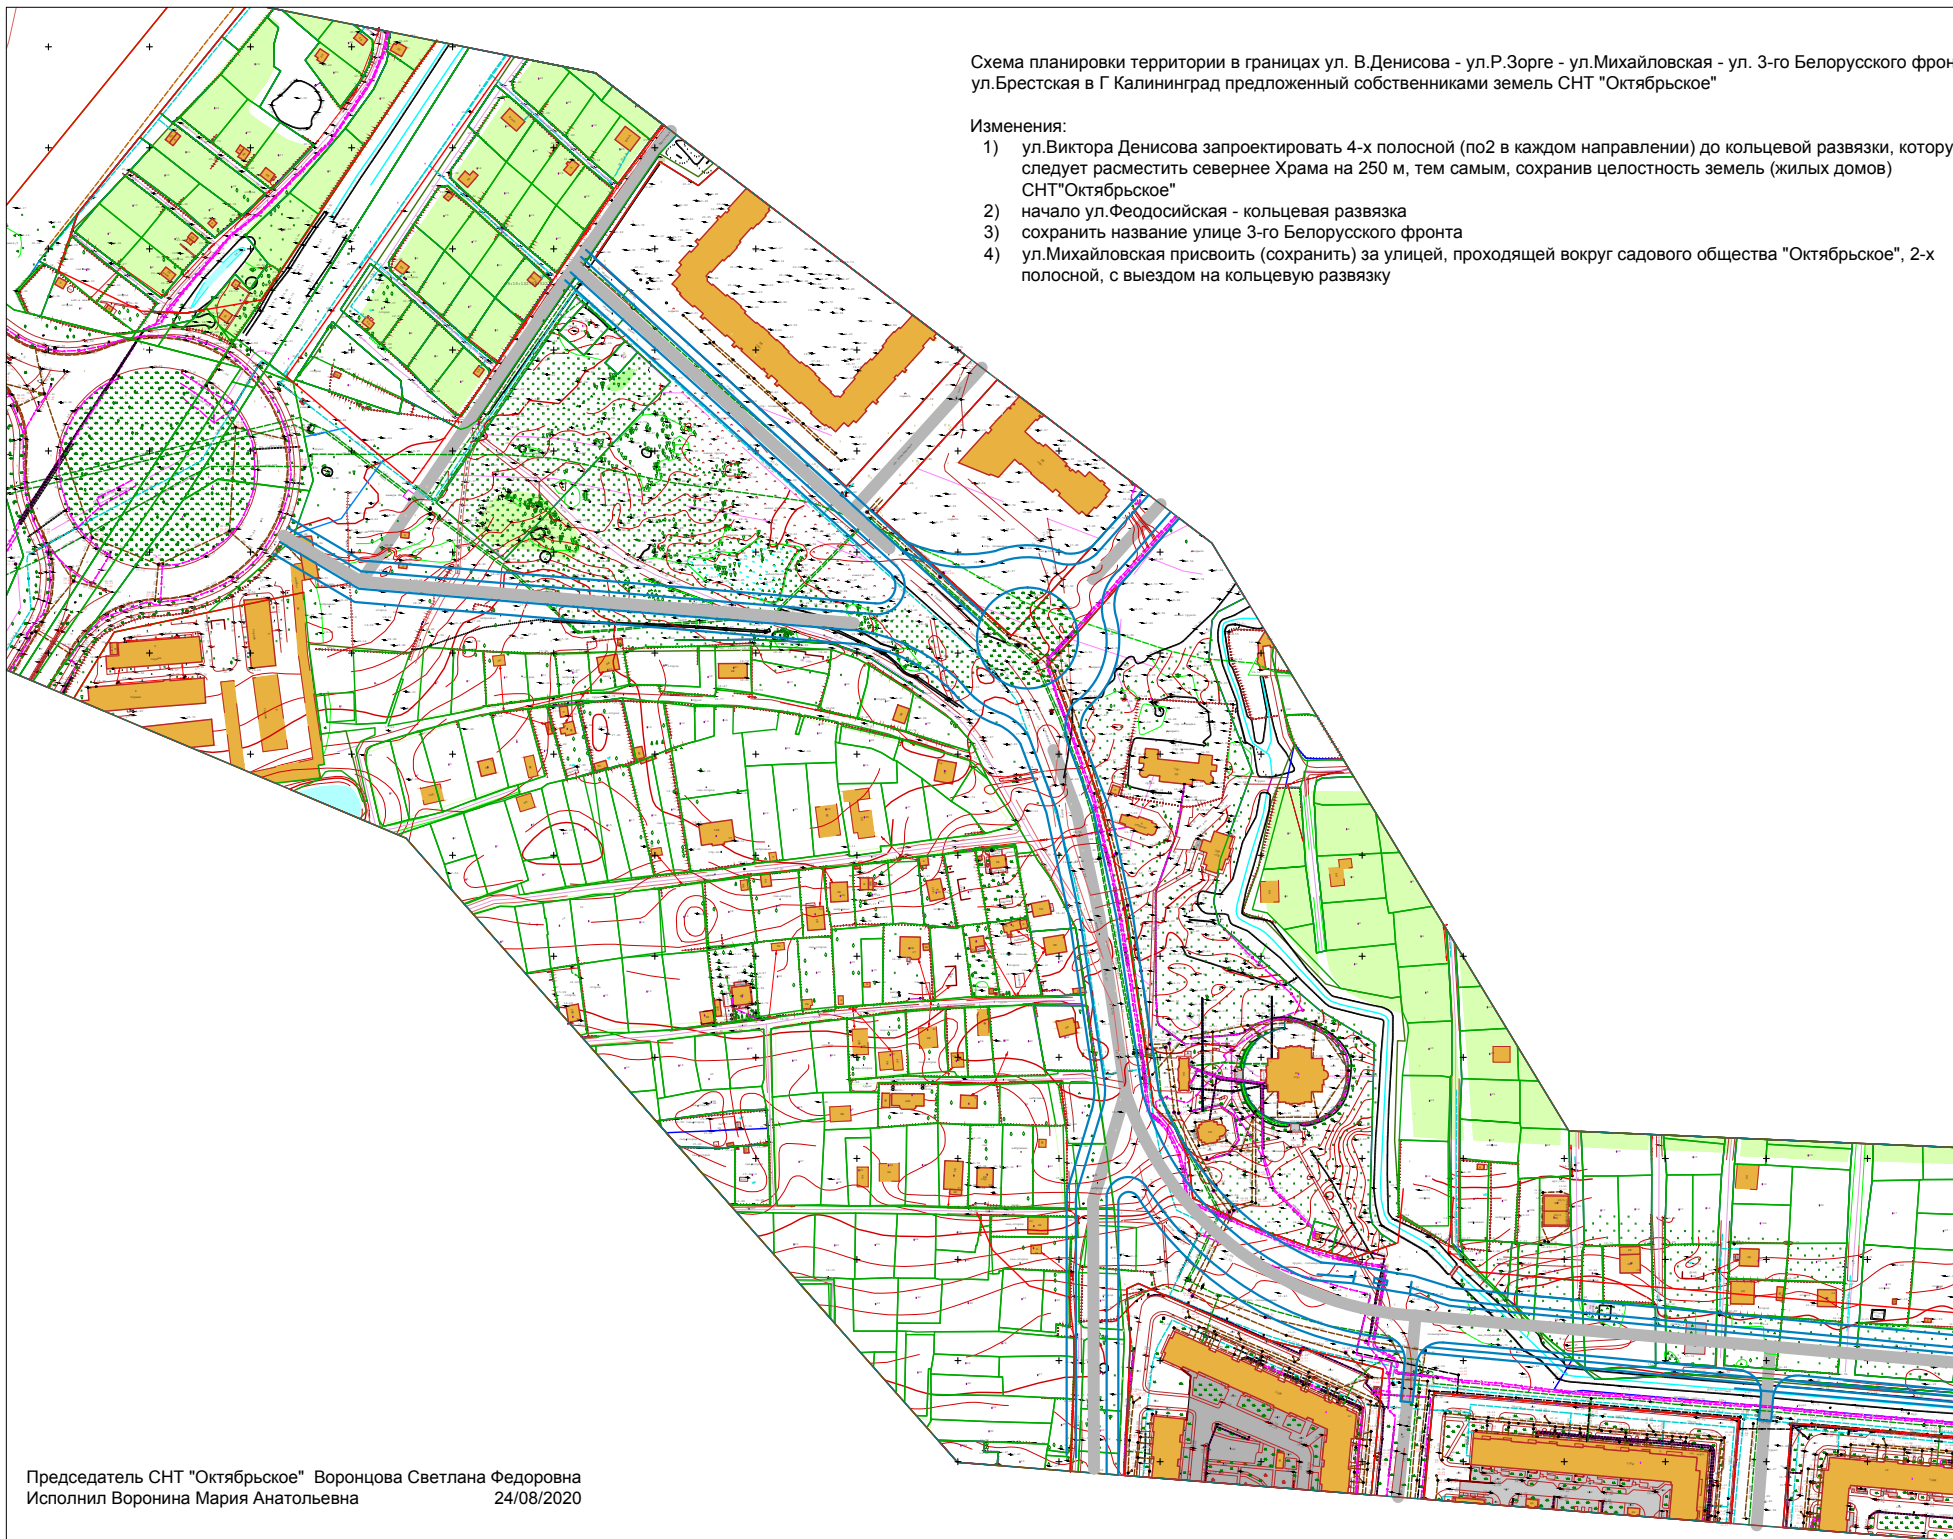 Схема планировки территории в границах ул. В.Денисова - ул.Р.Зорге - ул.Михайловская - ул. 3-го Белорусского фрон
ул.Брестская в Г Калининград предложенный собственниками земель СНТ "Октябрьское"
Изменения:
1) ул.Виктора Денисова запроектировать 4-х полосной (по2 в каждом направлении) до кольцевой развязки, котору
следует расместить севернее Храма на 250 м, тем самым, сохранив целостность земель (жилых домов)
СНТ"Октябрьское"
2) начало ул.Феодосийская - кольцевая развязка
3) сохранить название улице 3-го Белорусского фронта
4) ул.Михайловская присвоить (сохранить) за улицей, проходящей вокруг садового общества "Октябрьское", 2-х
полосной, с выездом на кольцевую развязку
Председатель СНТ "Октябрьское" Воронцова Светлана Федоровна
Исполнил Воронина Мария Анатольевна 24/08/2020